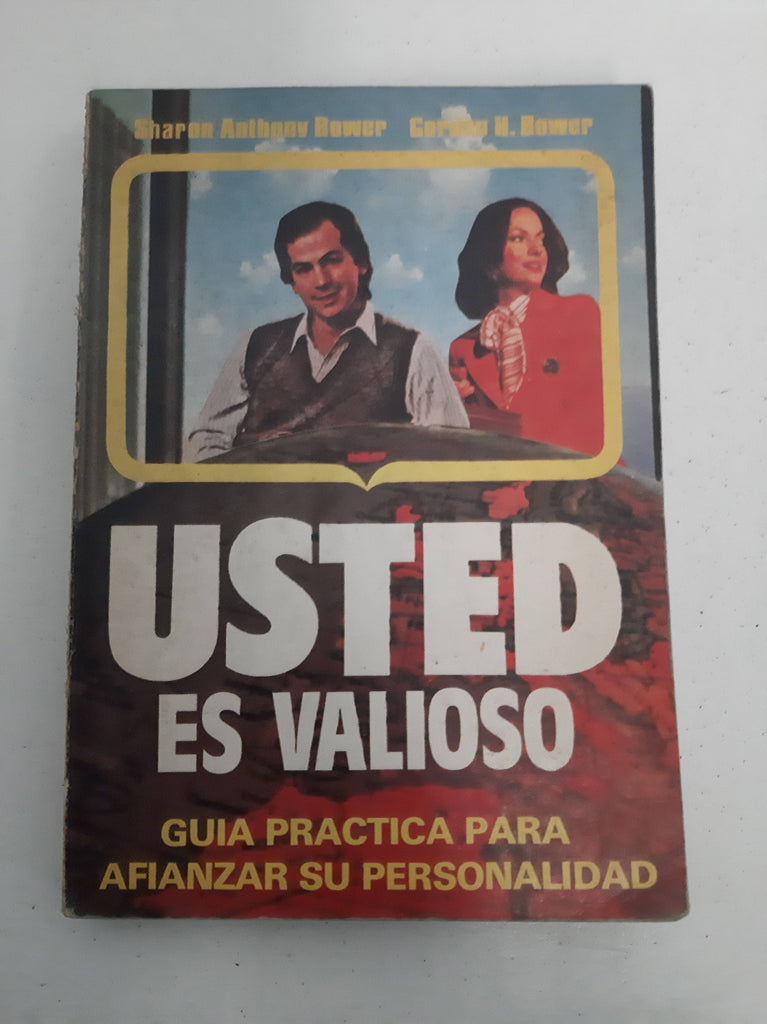 Sharon Anthony Bower Gordon H. Bower
USTED
ES VALIOSO
GUIA PRACTICA PARA
AFIANZAR SU PERSONALIDAD